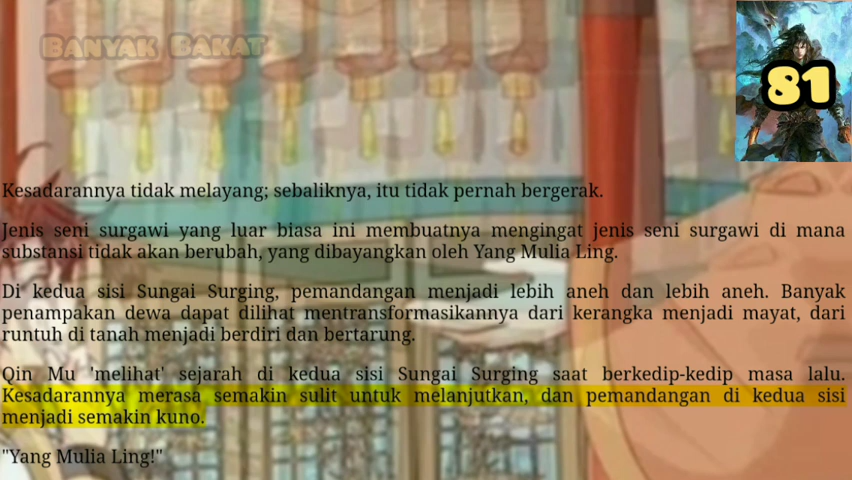 BANYAK BAKAT
81
Kesadarannya tidak melayang; sebaliknya, itu tidak pernah bergerak.
Jenis seni surgawi yang luar biasa ini membuatnya mengingat jenis seni surgawi di mana
substansi tidak akan berubah, yang dibayangkan oleh Yang Mulia Ling.
Di kedua sisi Sungai Surging, pemandangan menjadi lebih aneh dan lebih aneh. Banyak
penampakan dewa dapat dilihat mentransformasikannya dari kerangka menjadi mayat, dari
runtuh di tanah menjadi berdiri dan bertarung.
Qin Mu 'melihat' sejarah di kedua sisi Sungai Surging saat berkedip-kedip masa lalu.
Kesadarannya merasa semakin sulit untuk melanjutkan, dan pemandangan di kedua sisi
menjadi semakin kuno.
"Yang Mulia Ling!"